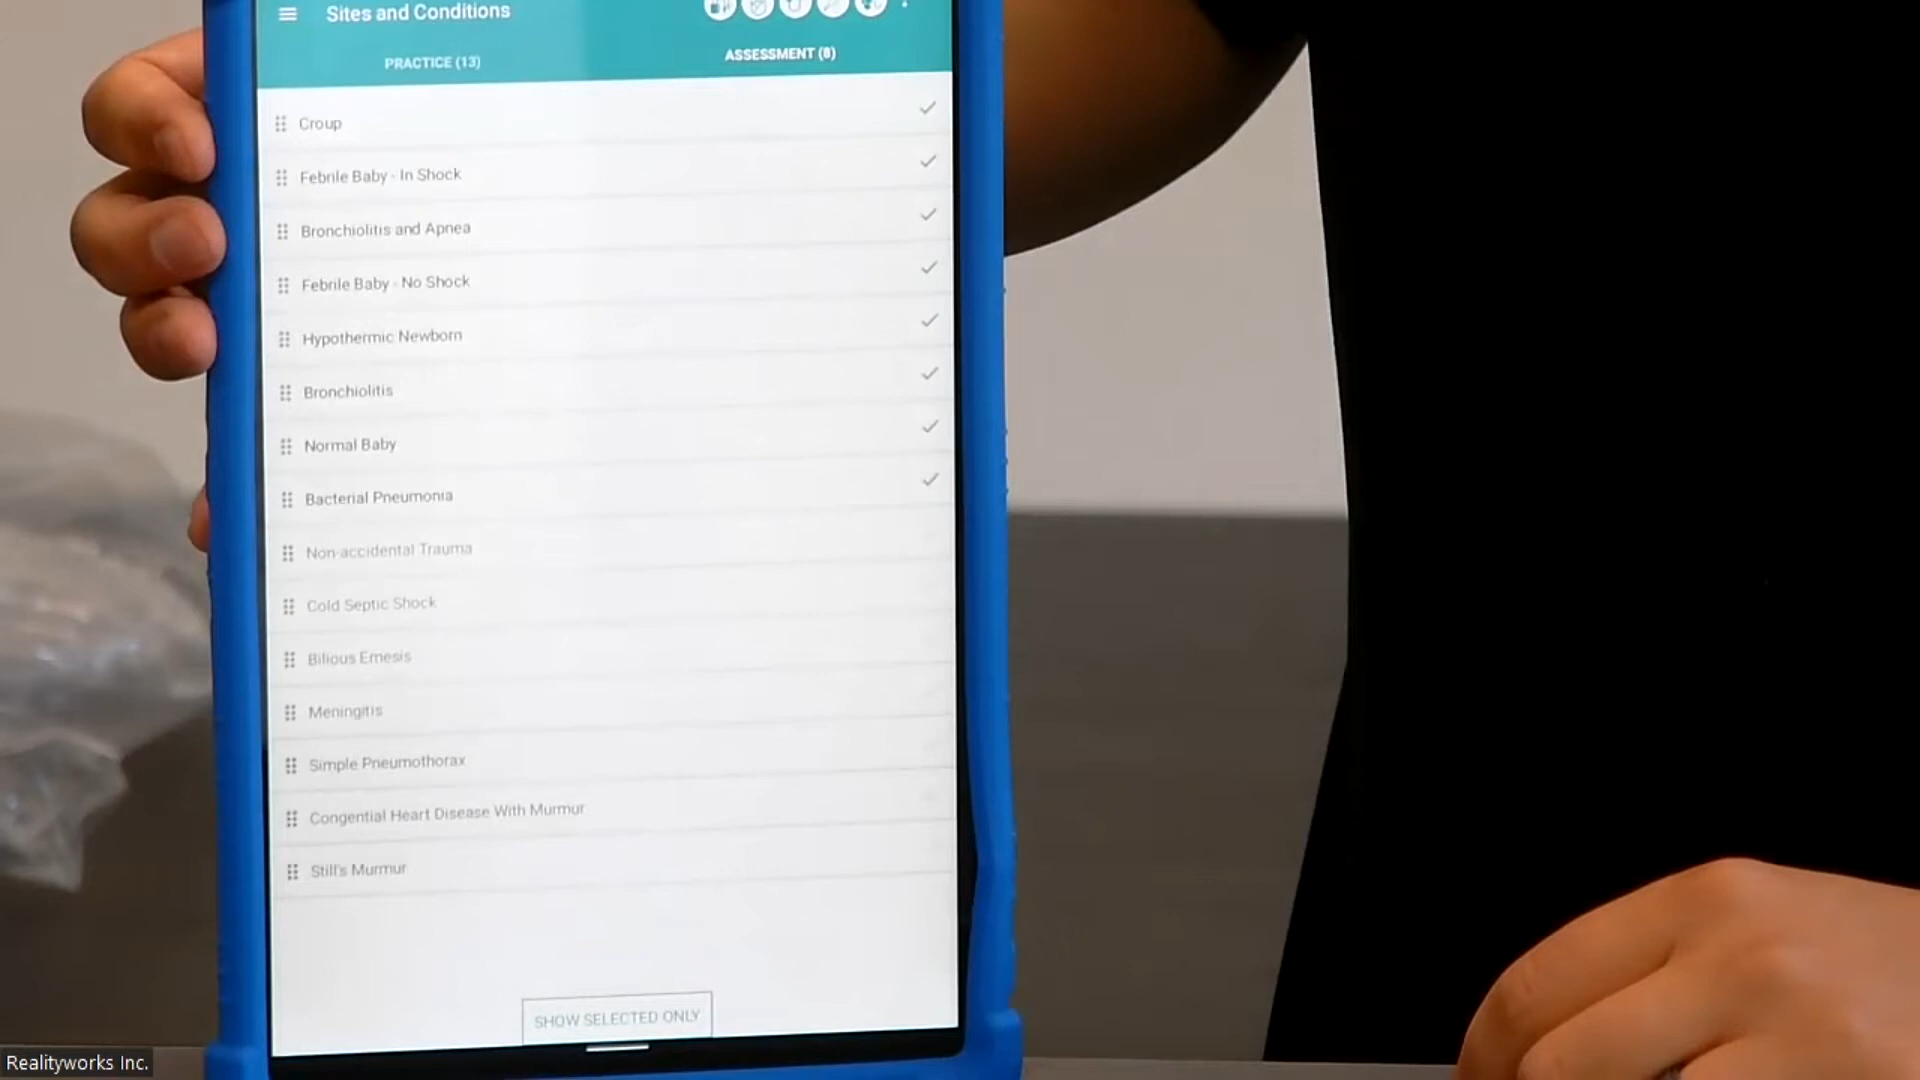 Sites and Conditions
PRACTICE (13)
ASSESSMENT (8)
Croup
Febrile Baby - In Shock
Bronchiolitis and Apnea
Febrile Baby - No Shock
Hypothermic Newborn
Bronchiolitis
Normal Baby
Bacterial Pneumonia
Non-accidental Trauma
Cold Septic Shock
Bilious Emesis
Meningitis
Simple Pneumothorax
Congential Heart Disease With Murmur
Still's Murmur
SHOW SELECTED ONLY
Realityworks Inc.